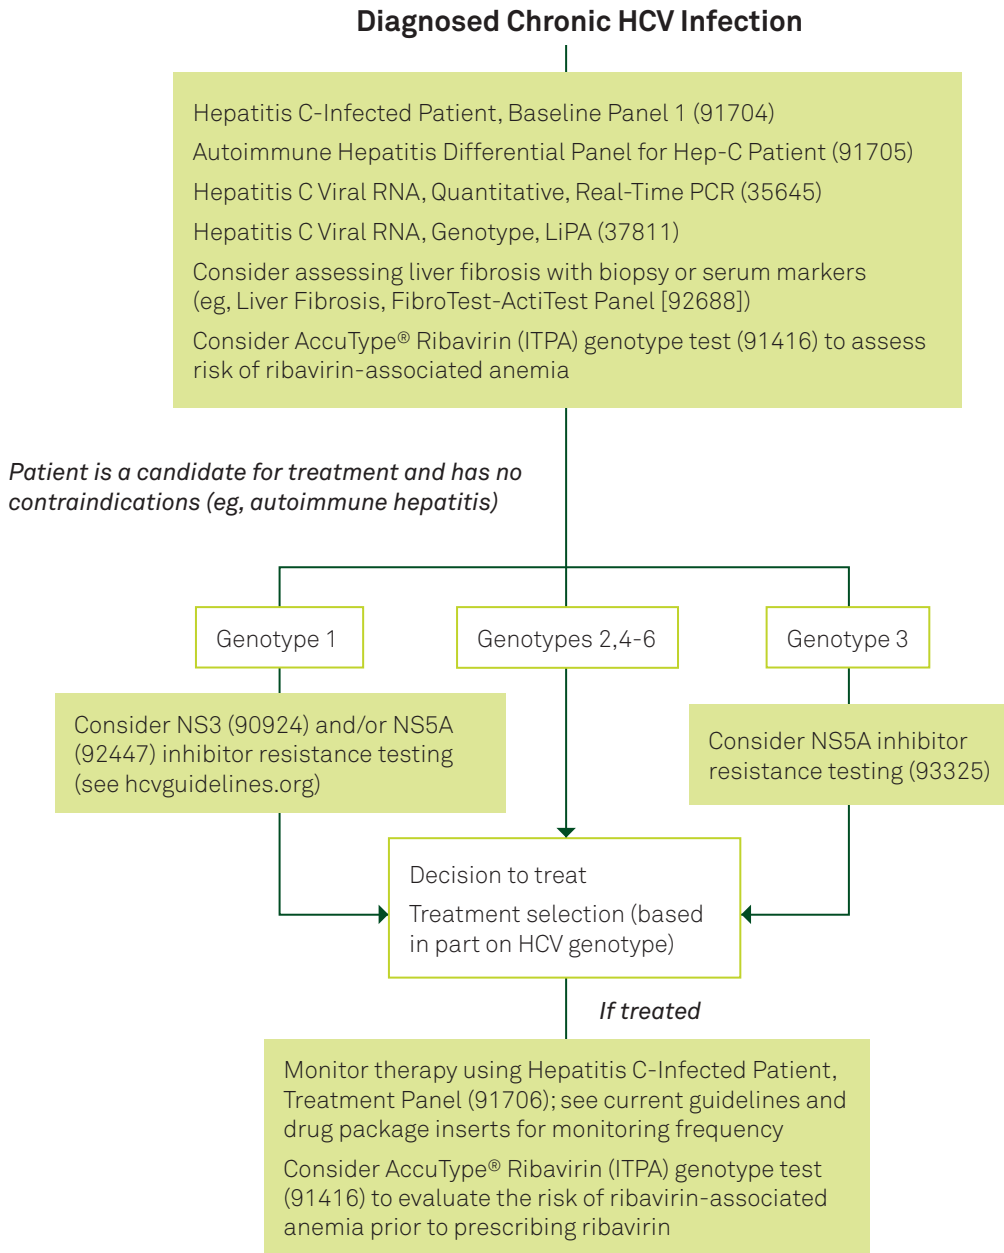 Diagnosed Chronic HCV Infection
Hepatitis C-Infected Patient, Baseline Panel 1 (91704)
Autoimmune Hepatitis Differential Panel for Hep-C Patient (91705)
Hepatitis C Viral RNA, Quantitative, Real-Time PCR (35645)
Hepatitis C Viral RNA, Genotype, LiPA (37811)
Consider assessing liver fibrosis with biopsy or serum markers
(eg, Liver Fibrosis, FibroTest-ActiTest Panel [92688])
Consider AccuType® Ribavirin (ITPA) genotype test (91416) to assess
risk of ribavirin-associated anemia
Patient is a candidate for treatment and has no
contraindications (eg, autoimmune hepatitis)
Genotype 1
Genotypes 2,4-6
Genotype 3
Consider NS3 (90924) and/or NS5A
(92447) inhibitor resistance testing
(see hcvguidelines.org)
Consider NS5A inhibitor
resistance testing (93325)
Decision to treat
Treatment selection (based
in part on HCV genotype)
If treated
Monitor therapy using Hepatitis C-Infected Patient,
Treatment Panel (91706); see current guidelines and
drug package inserts for monitoring frequency
Consider AccuType® Ribavirin (ITPA) genotype test
(91416) to evaluate the risk of ribavirin-associated
anemia prior to prescribing ribavirin